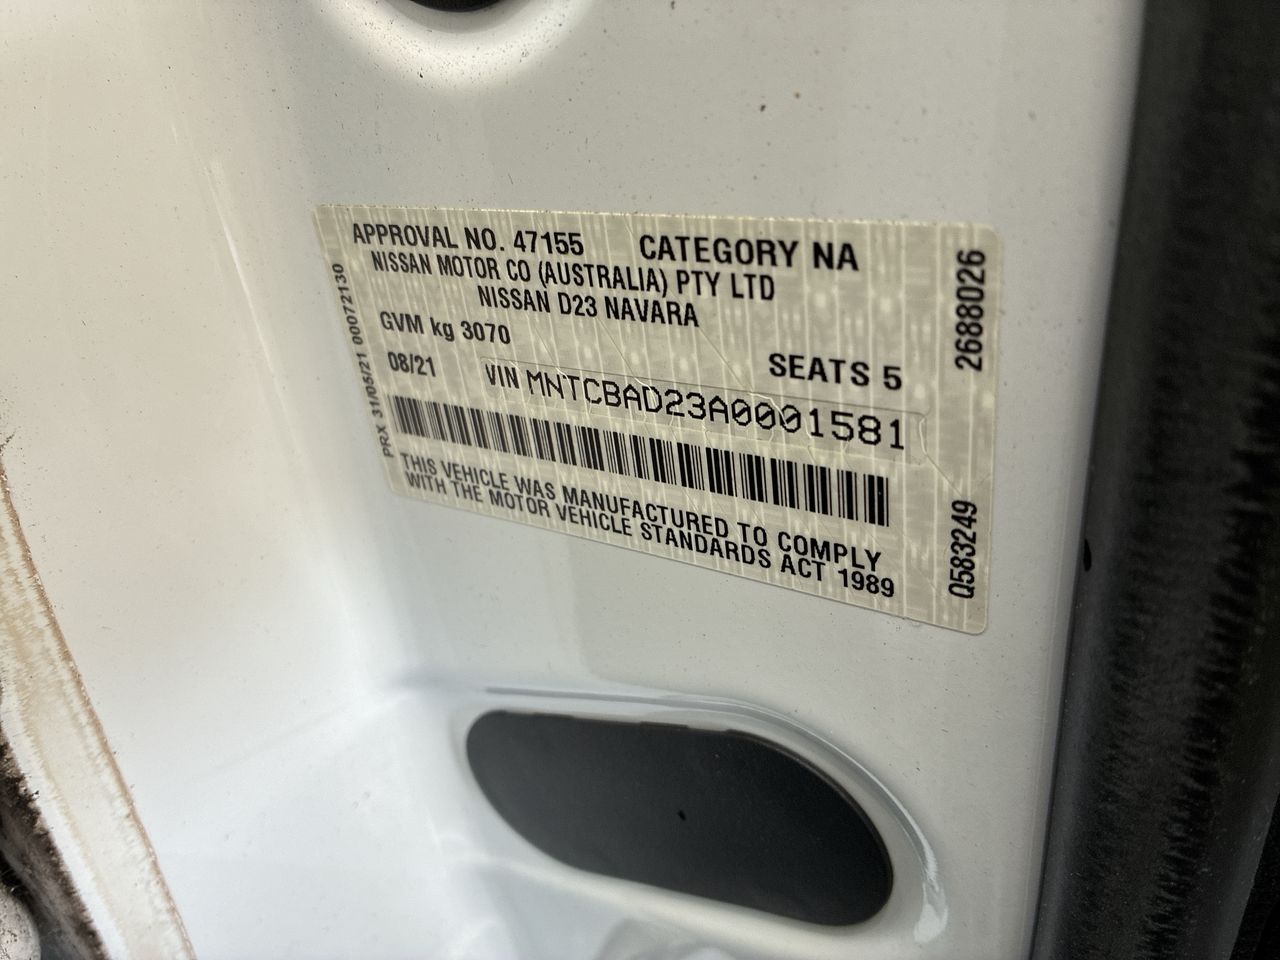 APPROVAL NO. 47155 CATEGORY NA
NISSAN MOTOR CO (AUSTRALIA) PTY LTD
NISSAN D23 NAVARA
GVM kg 3070
SEATS 5
08/21 VIN MNTCBAD23A0001581
THIS VEHICLE WAS MANUFACTURED TO COMPLY
WITH THE MOTOR VEHICLE STANDARDS ACT 1989
PRX 31/05/21 00072130
2688026
Q583249